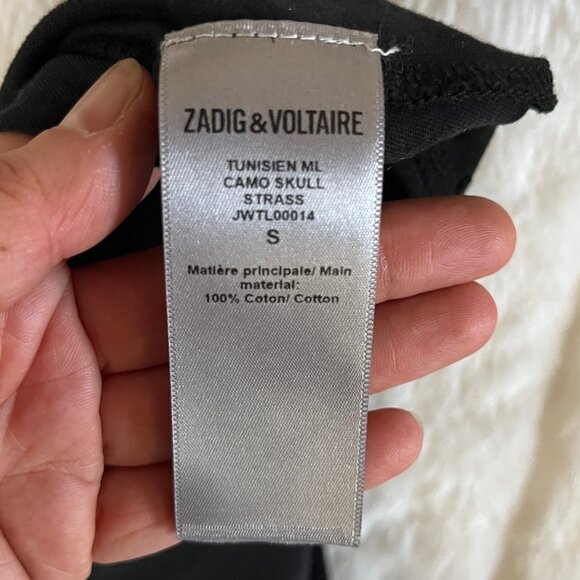 ZADIG&VOLTAIRE
TUNISIEN ML
CAMO SKULL
STRASS
JWTL00014
S
Matière principale/ Main
material:
100% Coton/ Cotton